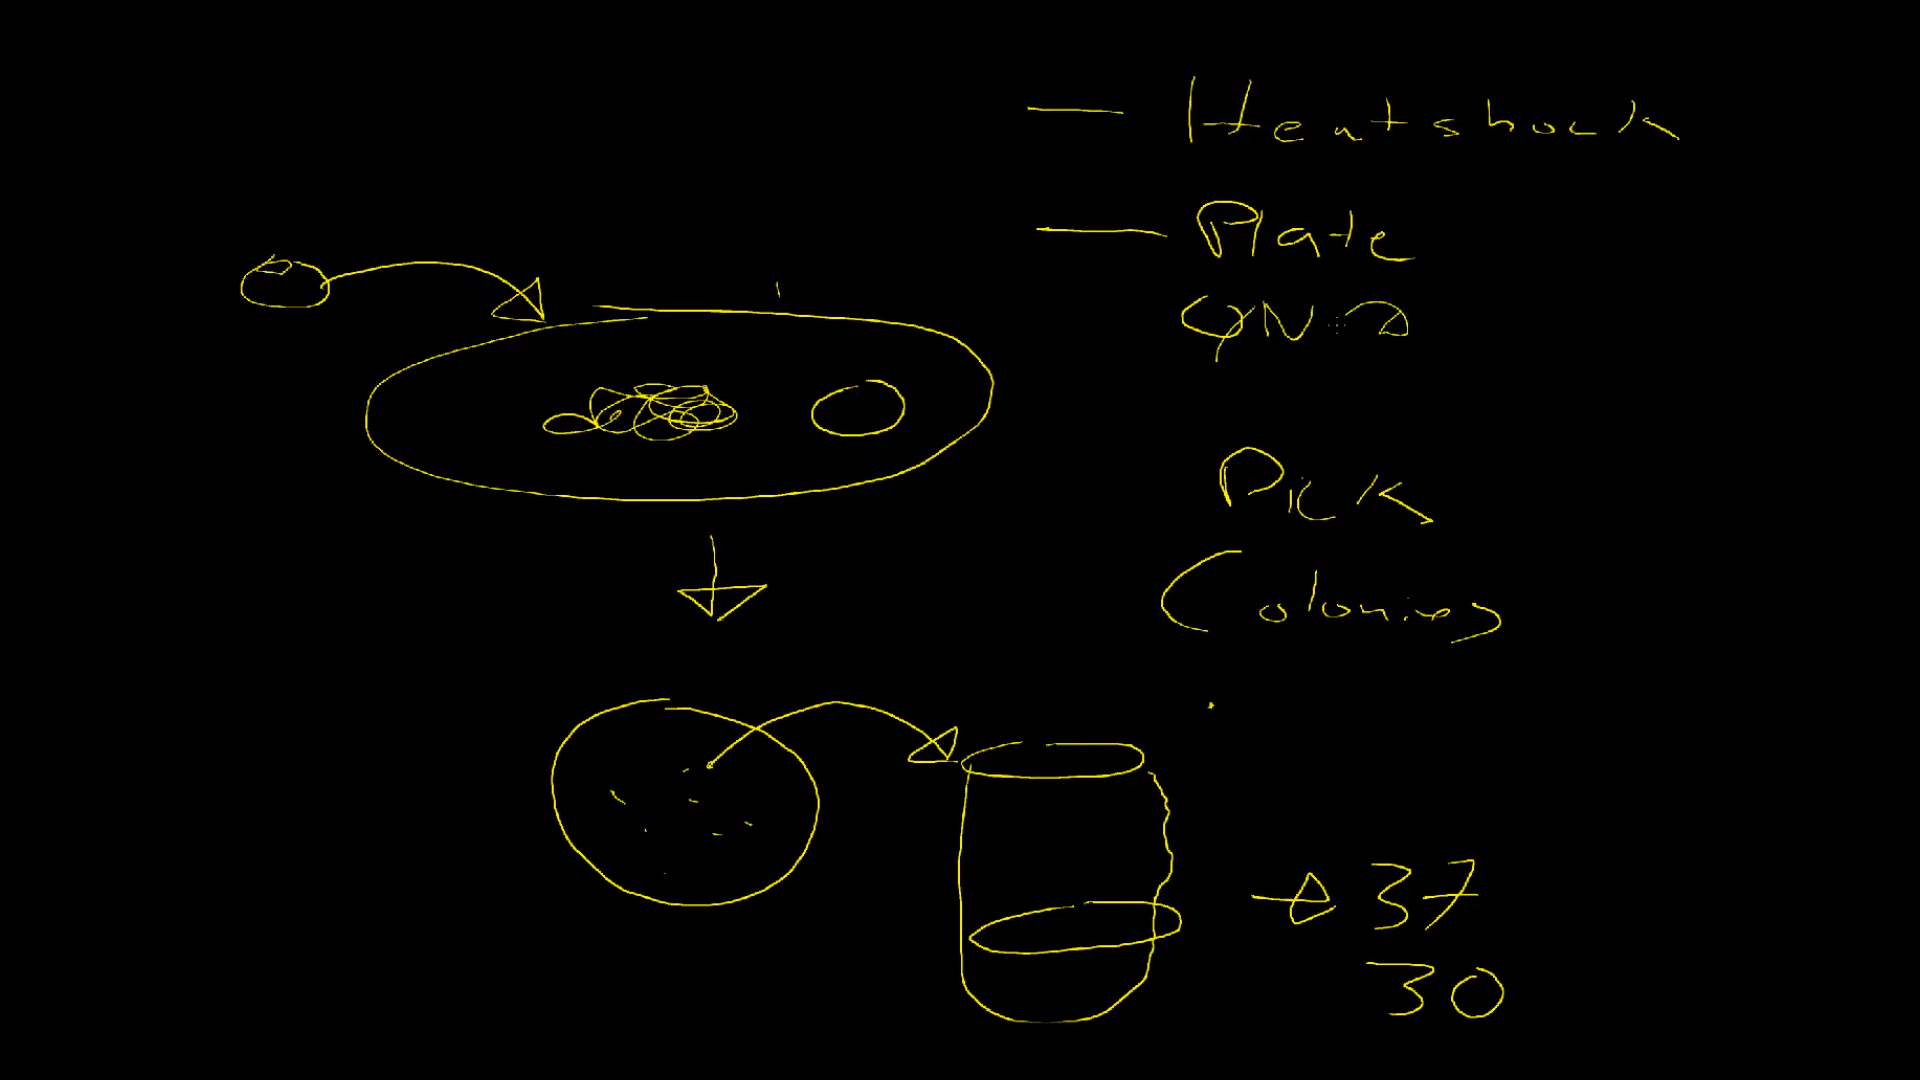 — Heatshock
— Plate
Pick
Colonies
37
30